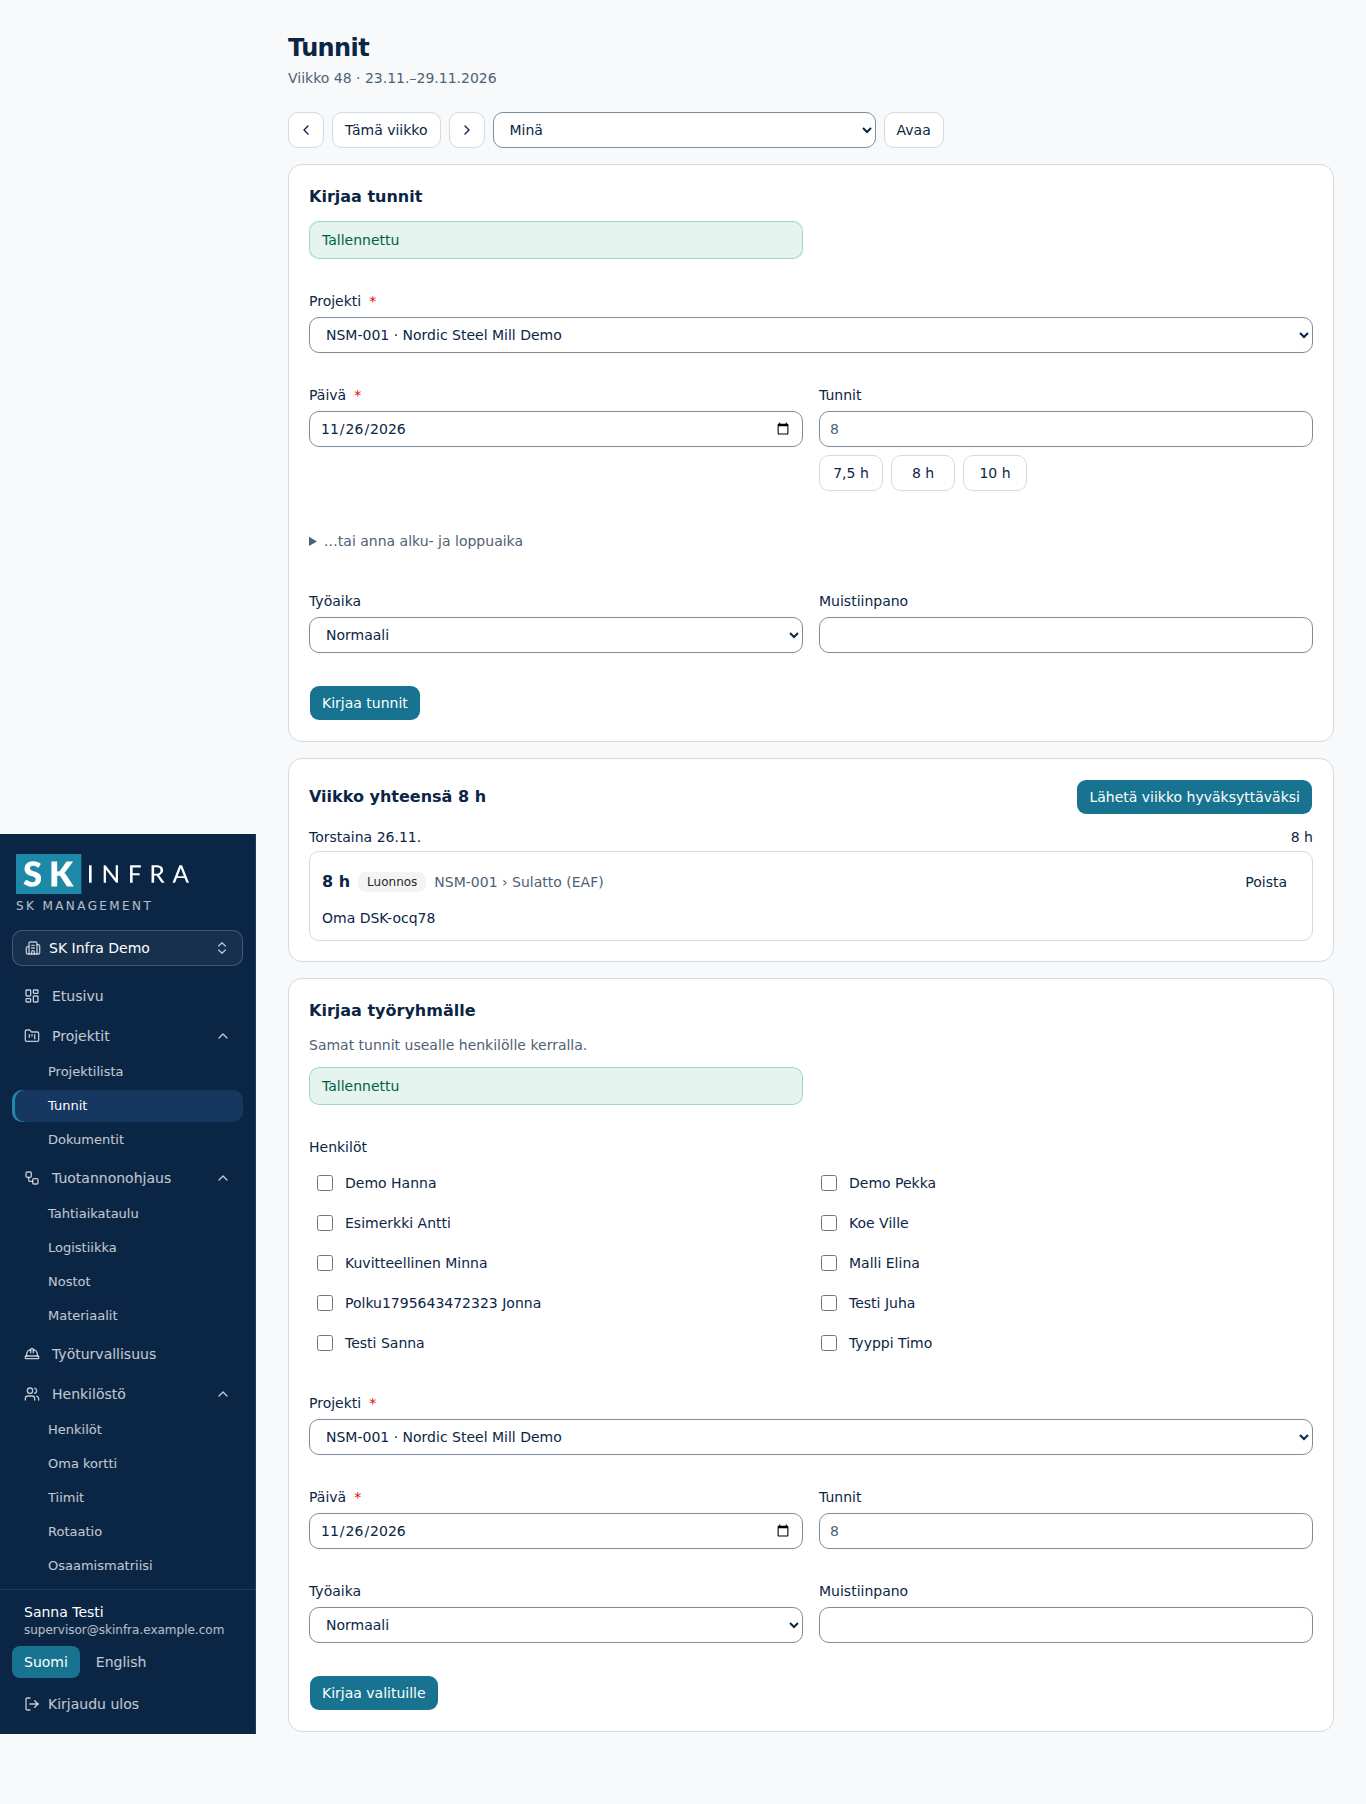 Tunnit
Viikko 48 · 23.11.–29.11.2026
Tämä viikko
Minä
Avaa
Kirjaa tunnit
Tallennettu
Projekti *
NSM-001 · Nordic Steel Mill Demo
Päivä *
Tunnit
11/26/2026
8
7,5 h
8 h
10 h
…tai anna alku- ja loppuaika
Työaika
Muistiinpano
Normaali
Kirjaa tunnit
Viikko yhteensä 8 h
Lähetä viikko hyväksyttäväksi
Torstaina 26.11.
8 h
8 h Luonnos NSM-001 › Sulatto (EAF)
Poista
Oma DSK-ocq78
Kirjaa työryhmälle
Samat tunnit usealle henkilölle kerralla.
Tallennettu
Henkilöt
Demo Hanna
Demo Pekka
Esimerkki Antti
Koe Ville
Kuvitteellinen Minna
Malli Elina
Polku1795643472323 Jonna
Testi Juha
Testi Sanna
Tyyppi Timo
Projekti *
NSM-001 · Nordic Steel Mill Demo
Päivä *
Tunnit
11/26/2026
8
Työaika
Muistiinpano
Normaali
Kirjaa valituille
SK INFRA
SK MANAGEMENT
SK Infra Demo
Etusivu
Projektit
Projektilista
Tunnit
Dokumentit
Tuotannonohjaus
Tahtiaikataulu
Logistiikka
Nostot
Materiaalit
Työturvallisuus
Henkilöstö
Henkilöt
Oma kortti
Tiimit
Rotaatio
Osaamismatriisi
Sanna Testi
supervisor@skinfra.example.com
Suomi
English
Kirjaudu ulos